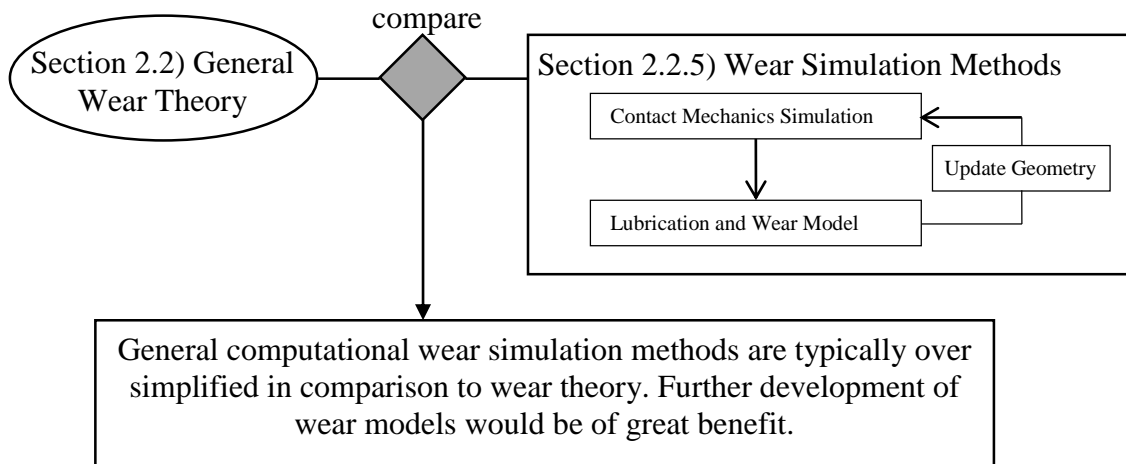 compare
Section 2.2) General
Wear Theory
Section 2.2.5) Wear Simulation Methods
Contact Mechanics Simulation
Update Geometry
Lubrication and Wear Model
General computational wear simulation methods are typically over
simplified in comparison to wear theory. Further development of
wear models would be of great benefit.